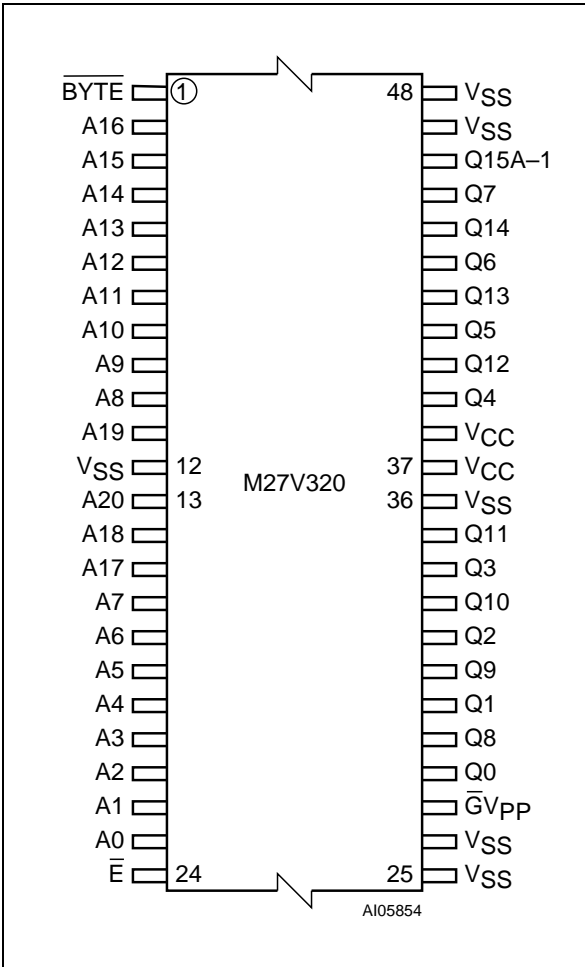 BYTE 1 48 VSS
A16 VSS
A15 Q15A–1
A14 Q7
A13 Q14
A12 Q6
A11 Q13
A10 Q5
A9 Q12
A8 Q4
A19 VCC
VSS 12 37 VCC
M27V320
A20 13 36 VSS
A18 Q11
A17 Q3
A7 Q10
A6 Q2
A5 Q9
A4 Q1
A3 Q8
A2 Q0
A1 GVPP
A0 VSS
E 24 25 VSS
AI05854